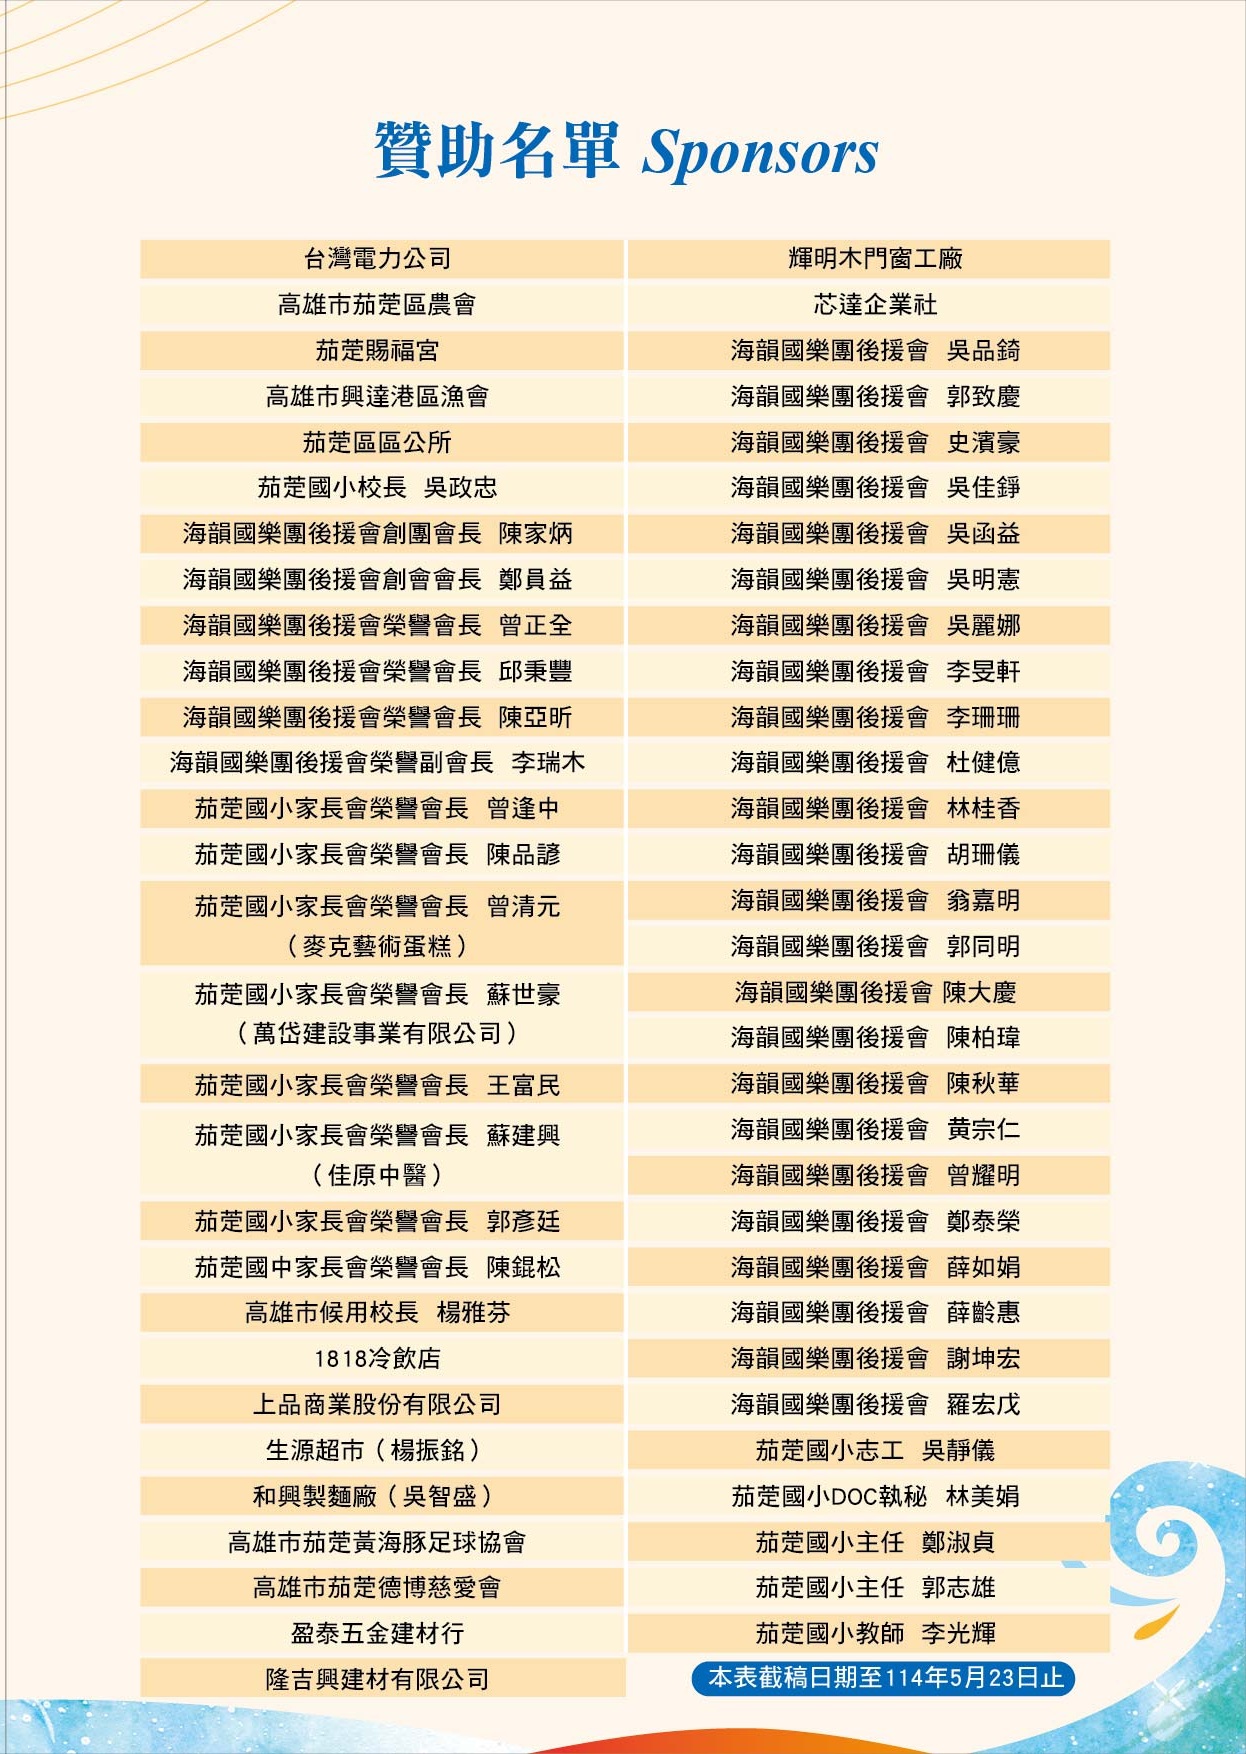 贊助名單 Sponsors
台灣電力公司
高雄市茄萣區農會
茄萣賜福宮
高雄市興達港區漁會
茄萣區區公所
茄萣國小校長 吳政忠
海韻國樂團後援會創團會長 陳家炳
海韻國樂團後援會創會會長 鄭員益
海韻國樂團後援會榮譽會長 曾正全
海韻國樂團後援會榮譽會長 邱秉豐
海韻國樂團後援會榮譽會長 陳亞昕
海韻國樂團後援會榮譽副會長 李瑞木
茄萣國小家長會榮譽會長 曾逢中
茄萣國小家長會榮譽會長 陳品諺
茄萣國小家長會榮譽會長 曾清元
（麥克藝術蛋糕）
茄萣國小家長會榮譽會長 蘇世豪
（萬岱建設事業有限公司）
茄萣國小家長會榮譽會長 王富民
茄萣國小家長會榮譽會長 蘇建興
（佳原中醫）
茄萣國小家長會榮譽會長 郭彥廷
茄萣國中家長會榮譽會長 陳錕松
高雄市候用校長 楊雅芬
1818冷飲店
上品商業股份有限公司
生源超市（楊振銘）
和興製麵廠（吳智盛）
高雄市茄萣黃海豚足球協會
高雄市茄萣德博慈愛會
盈泰五金建材行
隆吉興建材有限公司
輝明木門窗工廠
芯達企業社
海韻國樂團後援會 吳品錡
海韻國樂團後援會 郭致慶
海韻國樂團後援會 史濱豪
海韻國樂團後援會 吳佳錚
海韻國樂團後援會 吳函益
海韻國樂團後援會 吳明憲
海韻國樂團後援會 吳麗娜
海韻國樂團後援會 李旻軒
海韻國樂團後援會 李珊珊
海韻國樂團後援會 杜健億
海韻國樂團後援會 林桂香
海韻國樂團後援會 胡珊儀
海韻國樂團後援會 翁嘉明
海韻國樂團後援會 郭同明
海韻國樂團後援會 陳大慶
海韻國樂團後援會 陳柏瑋
海韻國樂團後援會 陳秋華
海韻國樂團後援會 黃宗仁
海韻國樂團後援會 曾耀明
海韻國樂團後援會 鄭泰榮
海韻國樂團後援會 薛如娟
海韻國樂團後援會 薛齡惠
海韻國樂團後援會 謝坤宏
海韻國樂團後援會 羅宏戊
茄萣國小志工 吳靜儀
茄萣國小DOC執秘 林美娟
茄萣國小主任 鄭淑貞
茄萣國小主任 郭志雄
茄萣國小教師 李光輝
本表截稿日期至114年5月23日止